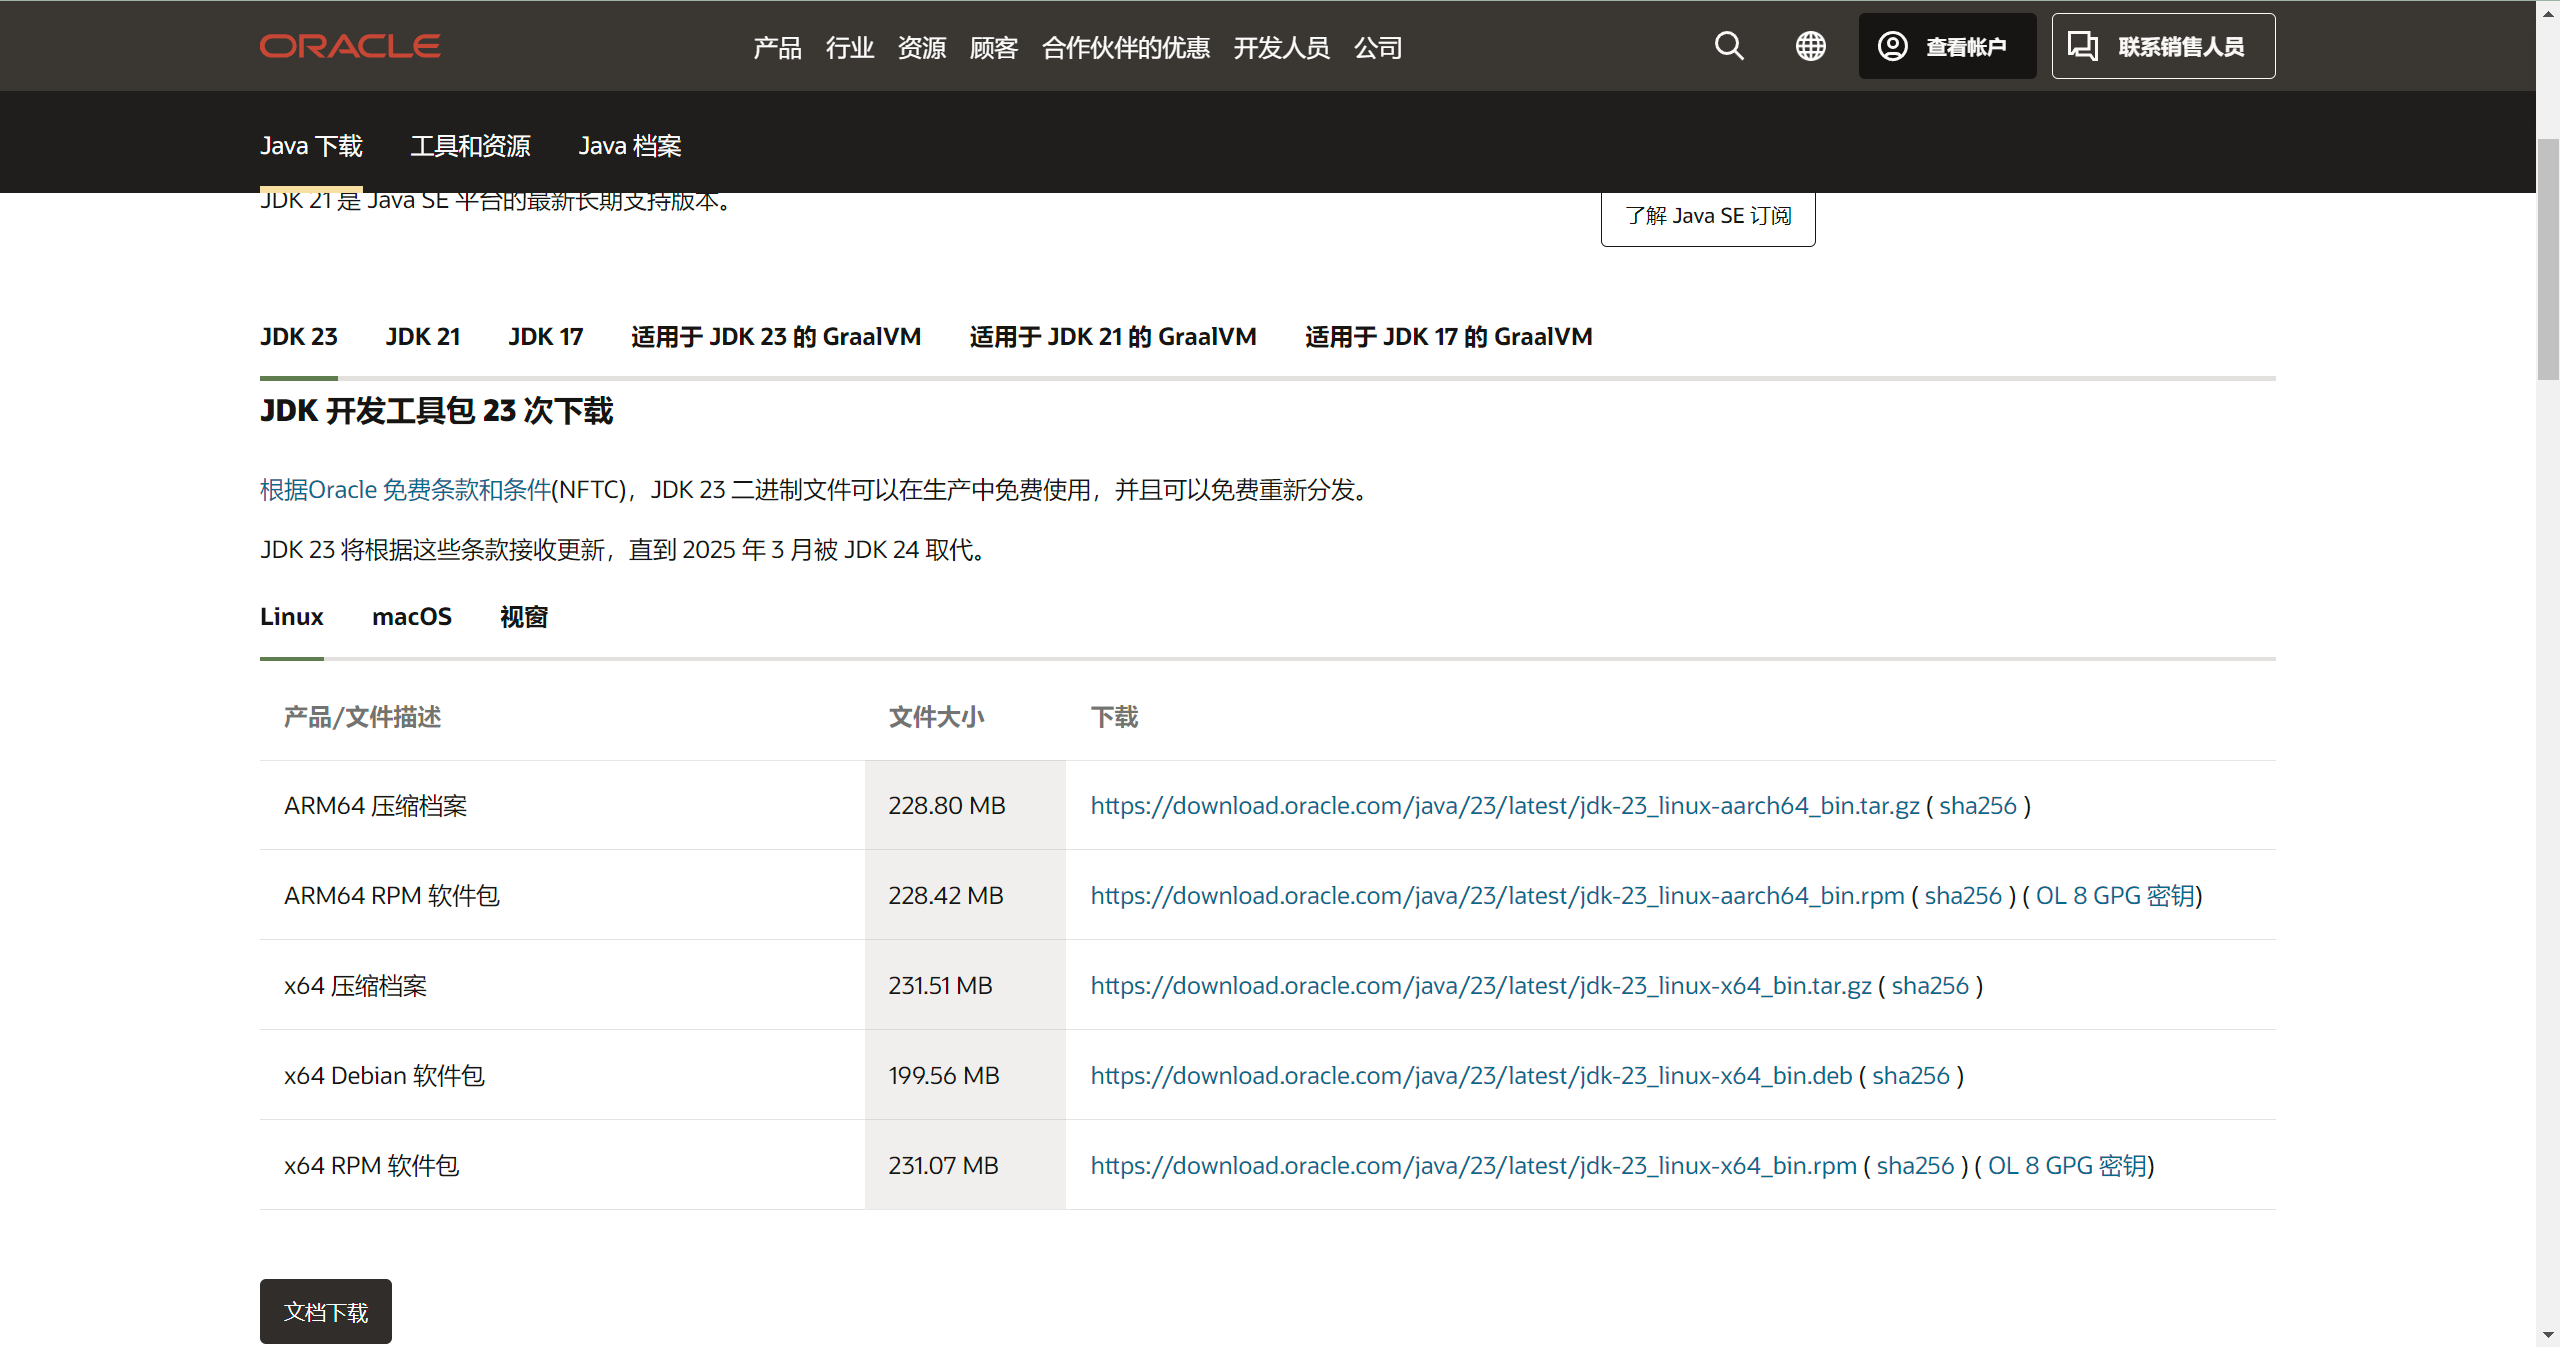 ORACLE
产品 行业 资源 顾客 合作伙伴的优惠 开发人员 公司
查看帐户
联系销售人员
Java 下载 工具和资源 Java 档案
JDK 21 是 Java SE 平台的最新长期支持版本。
了解 Java SE 订阅
JDK 23 JDK 21 JDK 17 适用于 JDK 23 的 GraalVM 适用于 JDK 21 的 GraalVM 适用于 JDK 17 的 GraalVM
JDK 开发工具包 23 次下载
根据Oracle 免费条款和条件(NFTC)，JDK 23 二进制文件可以在生产中免费使用，并且可以免费重新分发。
JDK 23 将根据这些条款接收更新，直到 2025 年 3 月被 JDK 24 取代。
Linux macOS 视窗
产品/文件描述 文件大小 下载
ARM64 压缩档案 228.80 MB https://download.oracle.com/java/23/latest/jdk-23_linux-aarch64_bin.tar.gz ( sha256 )
ARM64 RPM 软件包 228.42 MB https://download.oracle.com/java/23/latest/jdk-23_linux-aarch64_bin.rpm ( sha256 ) ( OL 8 GPG 密钥)
x64 压缩档案 231.51 MB https://download.oracle.com/java/23/latest/jdk-23_linux-x64_bin.tar.gz ( sha256 )
x64 Debian 软件包 199.56 MB https://download.oracle.com/java/23/latest/jdk-23_linux-x64_bin.deb ( sha256 )
x64 RPM 软件包 231.07 MB https://download.oracle.com/java/23/latest/jdk-23_linux-x64_bin.rpm ( sha256 ) ( OL 8 GPG 密钥)
文档下载